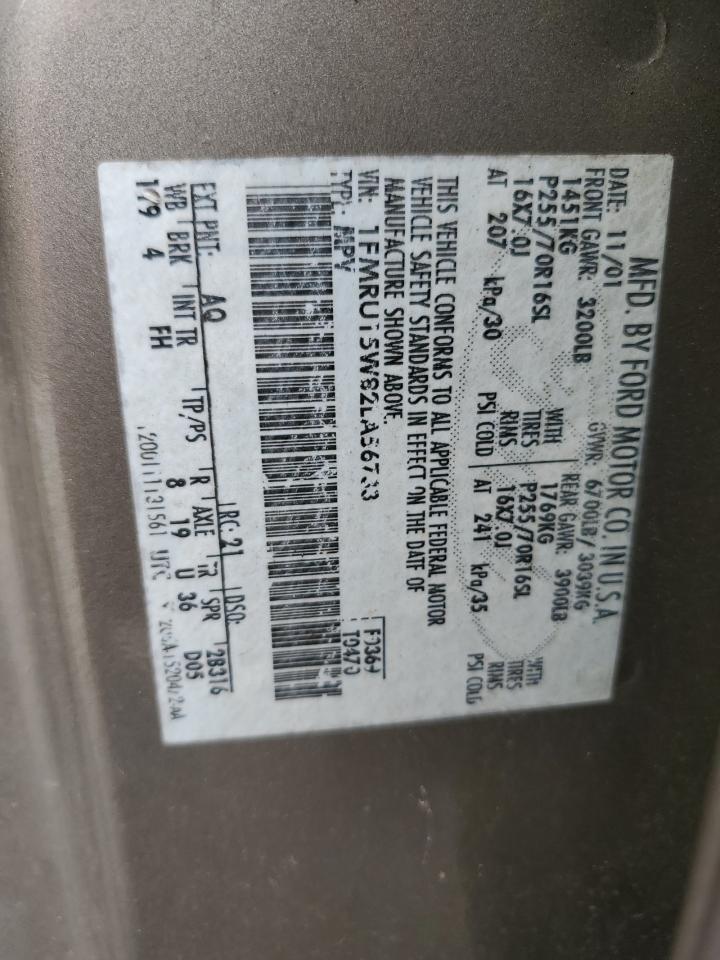 MFD. BY FORD MOTOR CO. IN U.S.A.
DATE: 11/01 GVWR: 6700LB/ 3039KG
FRONT GAWR: 3200LB REAR GAWR: 3900LB
1451KG WITH 1769KG WITH
P255/70R16SL TIRES P255/70R16SL TIRES
16X7.0J RIMS 16X7.0J RIMS
AT 207 kPa/30 PSI COLD AT 241 kPa/35 PSI COLD
THIS VEHICLE CONFORMS TO ALL APPLICABLE FEDERAL MOTOR
VEHICLE SAFETY STANDARDS IN EFFECT ON THE DATE OF
MANUFACTURE SHOWN ABOVE.
VIN: 1FMRU15W82LA56733
TYPE: MPV
EXT PNT: AQ RC: 21 DSO:
WB BRK INT TR TP/PS R AXLE TR SPR 2B316
4 FH 8 19 U 36 D05